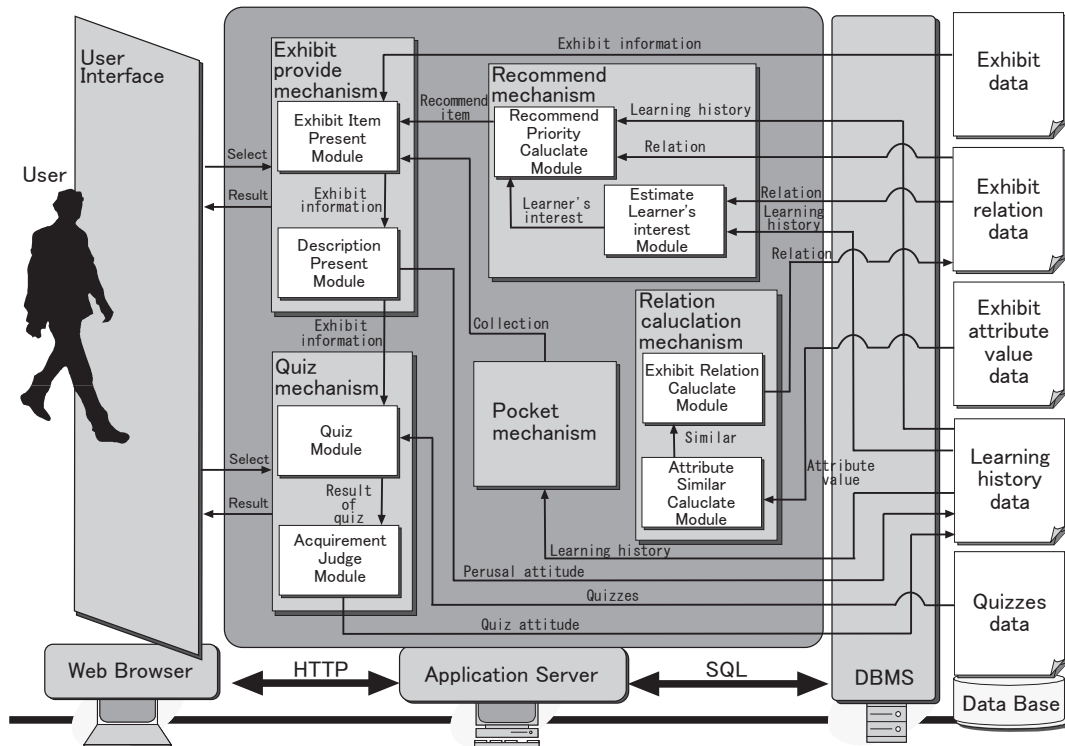 User
Interface
User
Select
Result
Select
Result
Exhibit
provide
mechanism
Exhibit Item
Present
Module
Exhibit
information
Description
Present
Module
Exhibit
information
Quiz
mechanism
Quiz
Module
Result
of
quiz
Acquirement
Judge
Module
Exhibit information
Recommend
item
Recommend
mechanism
Recommend
Priority
Caluclate
Module
Learner's
interest
Estimate
Learner's
interest Module
Learning history
Relation
Relation
Learning
history
Relation
Collection
Pocket
mechanism
Relation
caluclation
mechanism
Exhibit Relation
Caluclate
Module
Similar
Attribute
Similar
Caluclate
Module
Attribute
value
Learning history
Perusal attitude
Quizzes
Quiz attitude
Exhibit
data
Exhibit
relation
data
Exhibit
attribute
value
data
Learning
history
data
Quizzes
data
Web Browser
HTTP
Application Server
SQL
DBMS
Data Base